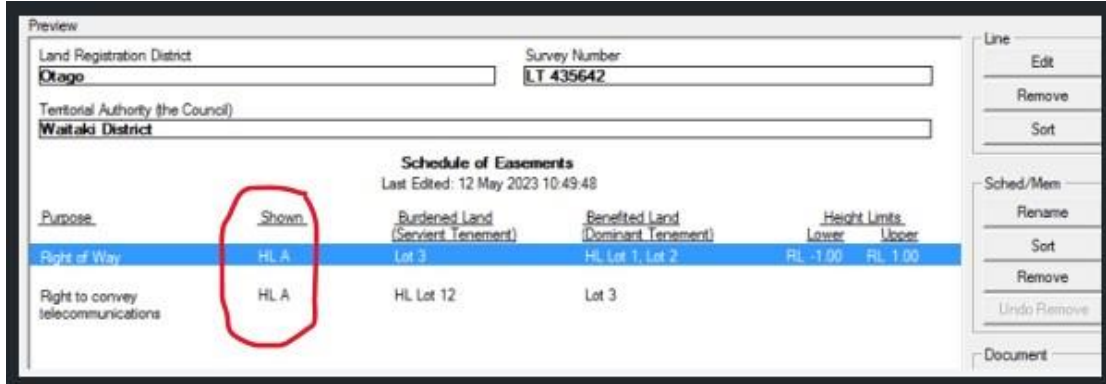 Preview
Land Registration District
Survey Number
Otago
LT 435642
Territorial Authority (the Council)
Waitaki District
Schedule of Easements
Last Edited: 12 May 2023 10:49:48
Purpose Shown Burdened Land (Servient Tenement) Benefited Land (Dominant Tenement) Height Limits Lower Upper
Right of Way HL A Lot 3 HL Lot 1, Lot 2 RL -1.00 RL 1.00
Right to convey telecommunications HL A HL Lot 12 Lot 3
Line
Edit
Remove
Sort
Sched/Mem
Rename
Sort
Remove
Undo Remove
Document